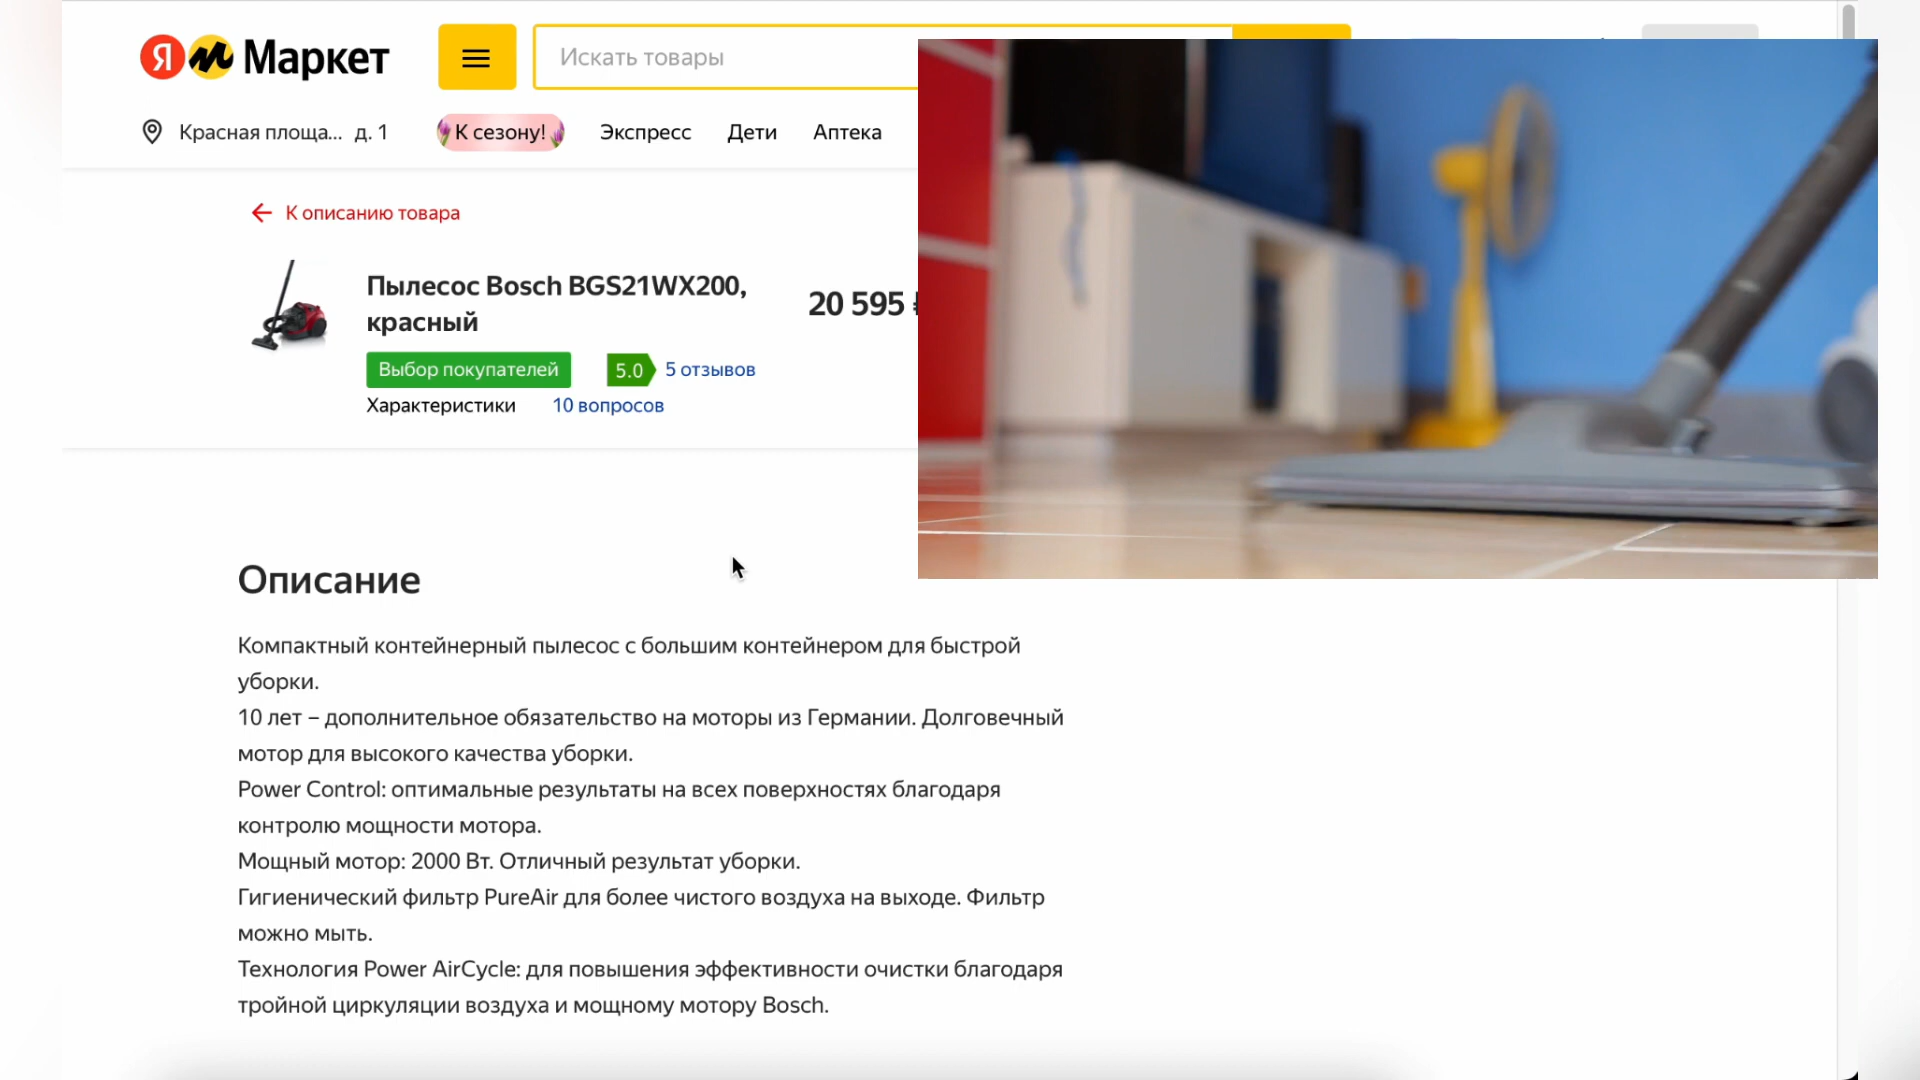 Я Маркет
Искать товары
Красная площа... д. 1
К сезону!
Экспресс
Дети
Аптека
К описанию товара
Пылесос Bosch BGS21WX200,
красный
20 595
Выбор покупателей
5.0
5 отзывов
Характеристики
10 вопросов
Описание
Компактный контейнерный пылесос с большим контейнером для быстрой
уборки.
10 лет – дополнительное обязательство на моторы из Германии. Долговечный
мотор для высокого качества уборки.
Power Control: оптимальные результаты на всех поверхностях благодаря
контролю мощности мотора.
Мощный мотор: 2000 Вт. Отличный результат уборки.
Гигиенический фильтр PureAir для более чистого воздуха на выходе. Фильтр
можно мыть.
Технология Power AirCycle: для повышения эффективности очистки благодаря
тройной циркуляции воздуха и мощному мотору Bosch.